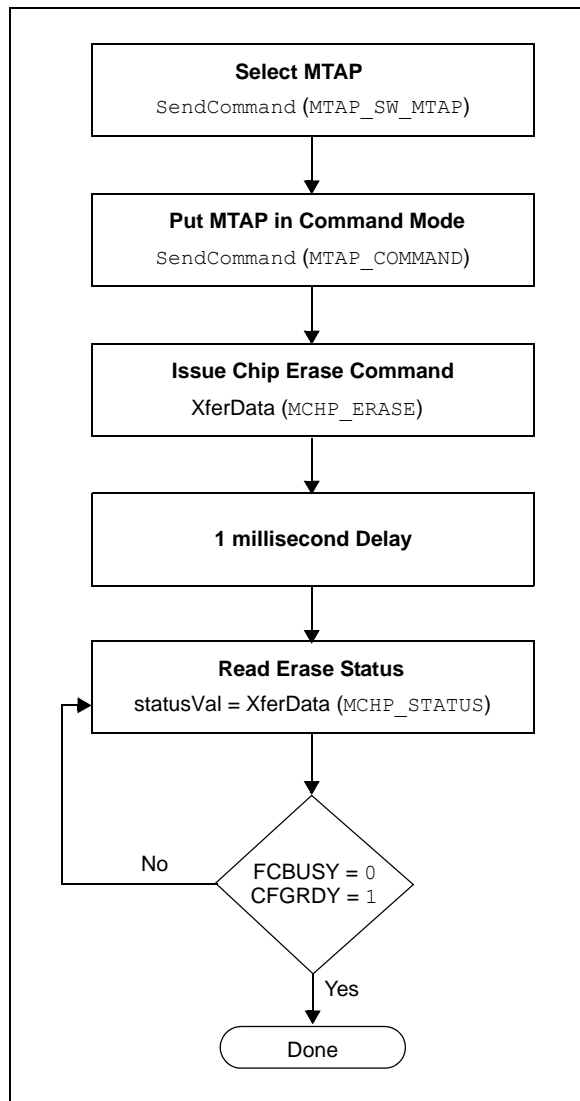 Select MTAP
SendCommand (MTAP_SW_MTAP)
Put MTAP in Command Mode
SendCommand (MTAP_COMMAND)
Issue Chip Erase Command
XferData (MCHP_ERASE)
1 millisecond Delay
Read Erase Status
statusVal = XferData (MCHP_STATUS)
No
FCBUSY = 0
CFGRDY = 1
Yes
Done